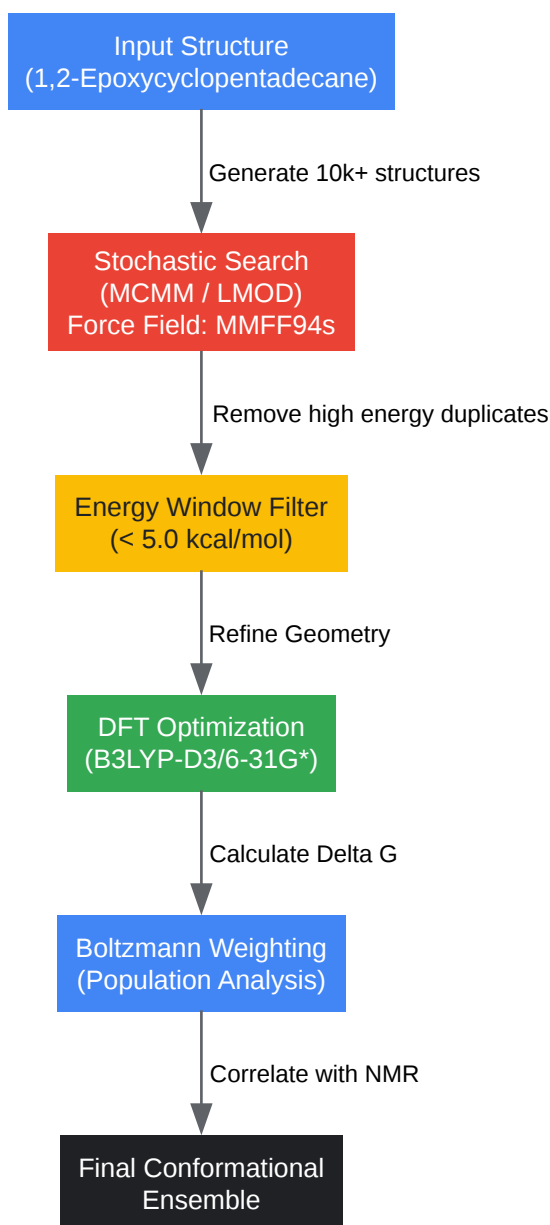 Input Structure
(1,2-Epoxycyclopentadecane)
Generate 10k+ structures
Stochastic Search
(MCMM / LMOD)
Force Field: MMFF94s
Remove high energy duplicates
Energy Window Filter
(< 5.0 kcal/mol)
Refine Geometry
DFT Optimization
(B3LYP-D3/6-31G*)
Calculate Delta G
Boltzmann Weighting
(Population Analysis)
Correlate with NMR
Final Conformational
Ensemble